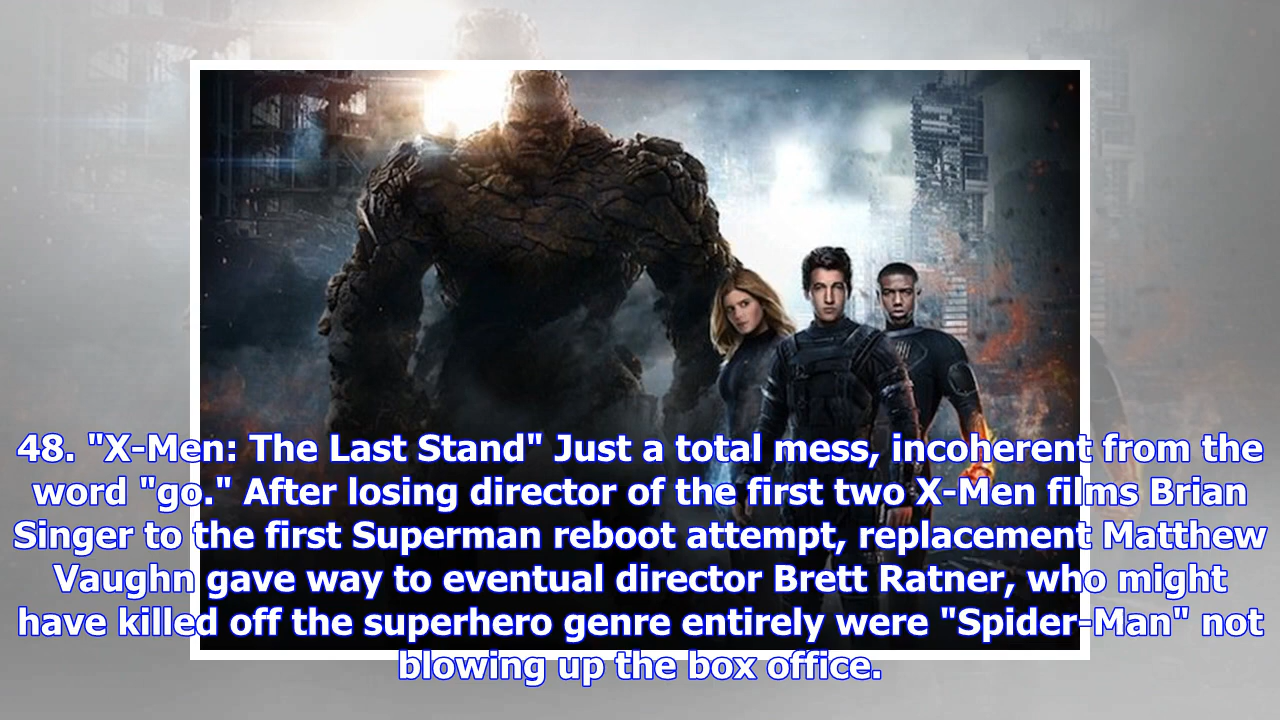 48. "X-Men: The Last Stand" Just a total mess, incoherent from the
word "go." After losing director of the first two X-Men films Brian
Singer to the first Superman reboot attempt, replacement Matthew
Vaughn gave way to eventual director Brett Ratner, who might
have killed off the superhero genre entirely were "Spider-Man" not
blowing up the box office.